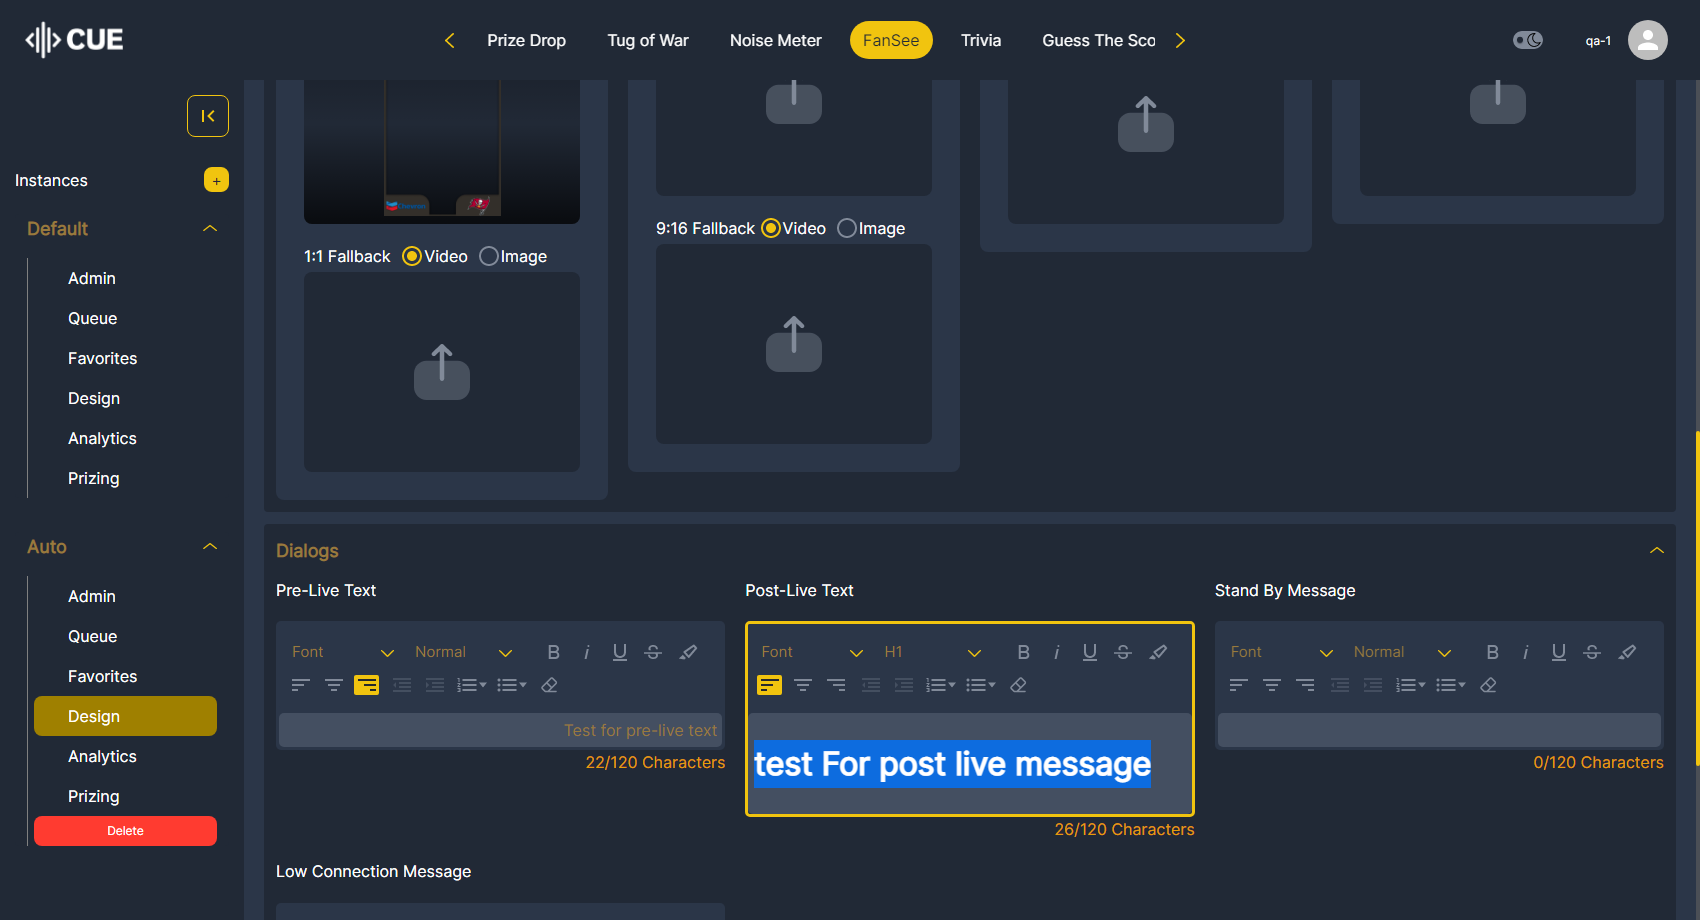 CUE
Prize Drop
Tug of War
Noise Meter
FanSee
Trivia
Guess The Sco
qa-1
Instances
+
Default
Admin
Queue
Favorites
Design
Analytics
Prizing
Auto
Admin
Queue
Favorites
Design
Analytics
Prizing
Delete
1:1 Fallback Video Image
9:16 Fallback Video Image
Dialogs
Pre-Live Text
Font Normal B i U S
Test for pre-live text
22/120 Characters
Post-Live Text
Font H1 B i U S
test For post live message
26/120 Characters
Stand By Message
Font Normal B i U S
0/120 Characters
Low Connection Message